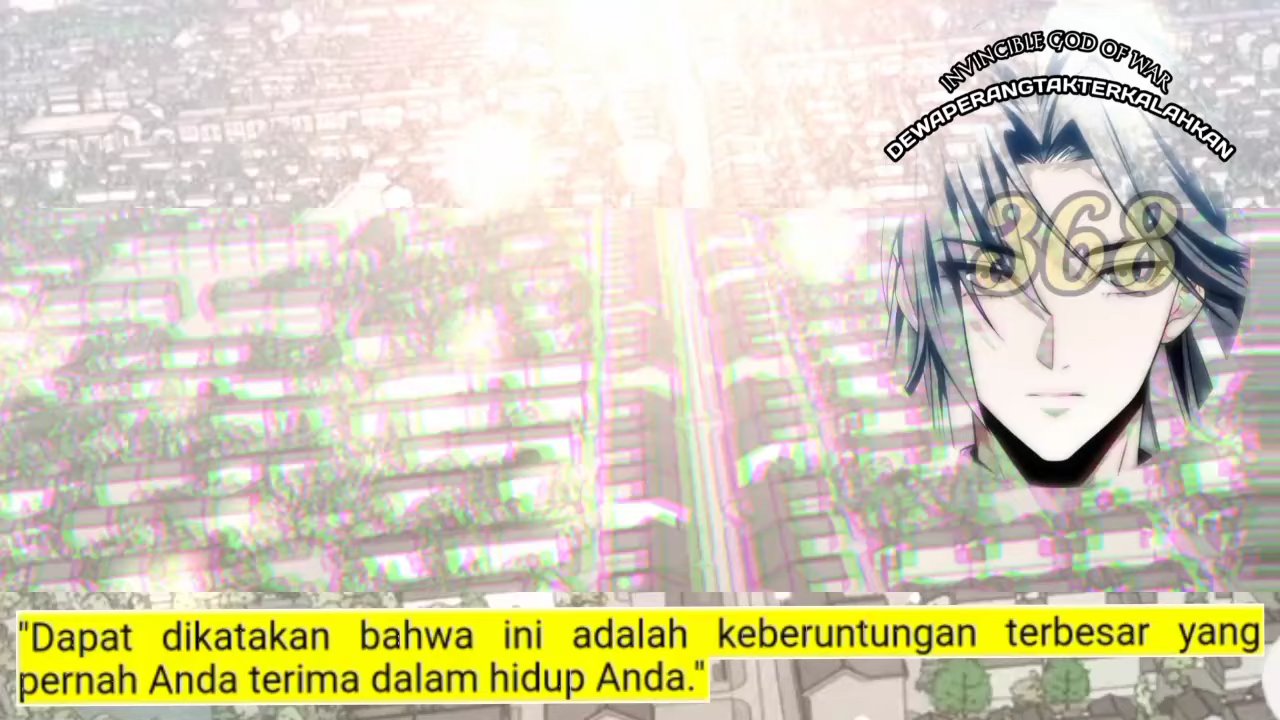 INVINCIBLE GOD OF WAR
DEWAPERANGTAKTERKALAHKAN
368
"Dapat dikatakan bahwa ini adalah keberuntungan terbesar yang
pernah Anda terima dalam hidup Anda."